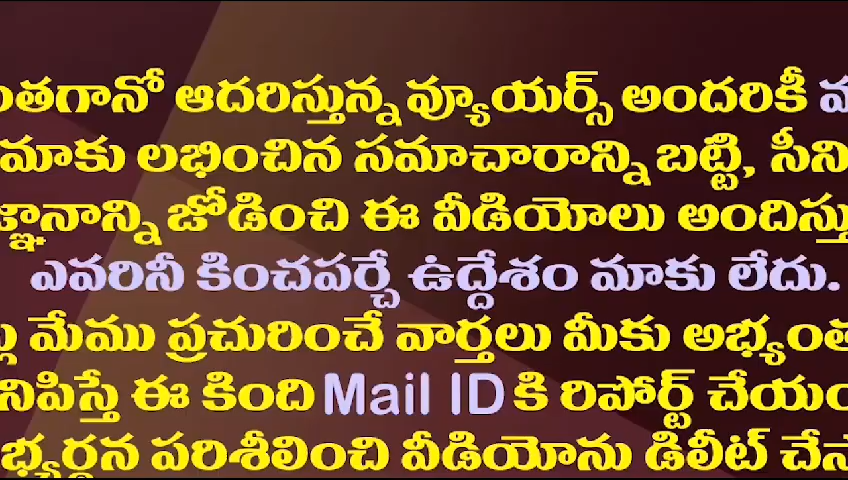 ంతగానో ఆదరిస్తున్న వ్యూయర్స్ అందరికీ
మాకు లభించిన సమాచారాన్ని బట్టి, సీని
జ్ఞానాన్ని జోడించి ఈ వీడియోలు అందిస్తు
ఎవరినీ కించపర్చే ఉద్దేశం మాకు లేదు.
మేము ప్రచురించే వార్తలు మీకు అభ్యంత
నిపిస్తే ఈ కింది Mail ID కి రిపోర్ట్ చేయం
భ్యర్థన పరిశీలించి వీడియోను డిలీట్ చేస